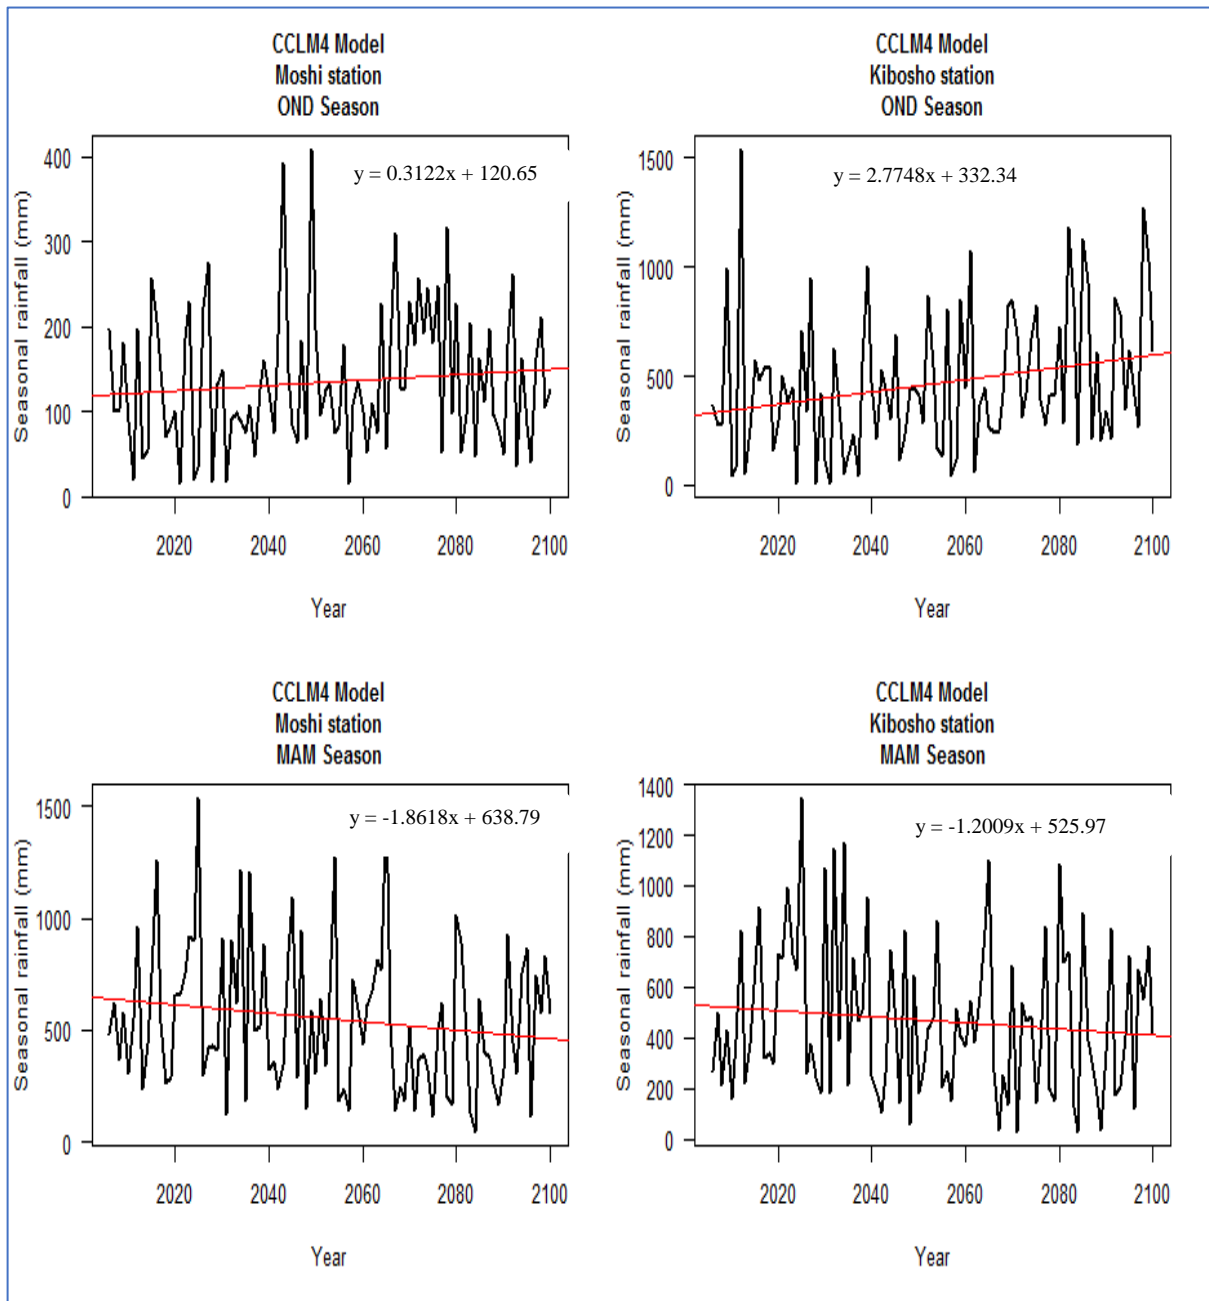 CCLM4 Model
Moshi station
OND Season
y = 0.3122x + 120.65
Seasonal rainfall (mm)
400
300
200
100
0
2020 2040 2060 2080 2100
Year
CCLM4 Model
Kibosho station
OND Season
y = 2.7748x + 332.34
Seasonal rainfall (mm)
1500
1000
500
0
2020 2040 2060 2080 2100
Year
CCLM4 Model
Moshi station
MAM Season
y = -1.8618x + 638.79
Seasonal rainfall (mm)
1500
1000
500
0
2020 2040 2060 2080 2100
Year
CCLM4 Model
Kibosho station
MAM Season
y = -1.2009x + 525.97
Seasonal rainfall (mm)
1400
1200
1000
800
600
400
200
0
2020 2040 2060 2080 2100
Year